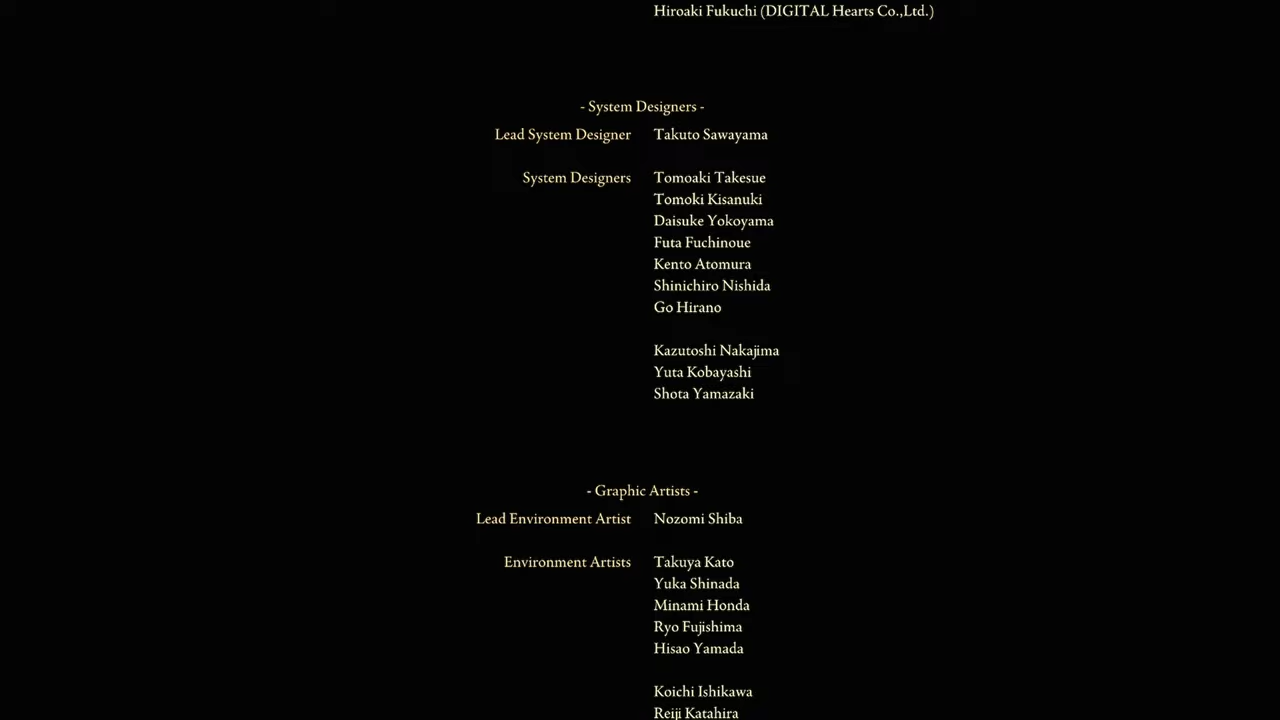 Hiroaki Fukuchi (DIGITAL Hearts Co.,Ltd.)
- System Designers -
Lead System Designer Takuto Sawayama
System Designers Tomoaki Takesue
Tomoki Kisanuki
Daisuke Yokoyama
Futa Fuchinoue
Kento Atomura
Shinichiro Nishida
Go Hirano
Kazutoshi Nakajima
Yuta Kobayashi
Shota Yamazaki
- Graphic Artists -
Lead Environment Artist Nozomi Shiba
Environment Artists Takuya Kato
Yuka Shinada
Minami Honda
Ryo Fujishima
Hisao Yamada
Koichi Ishikawa
Reiji Katahira